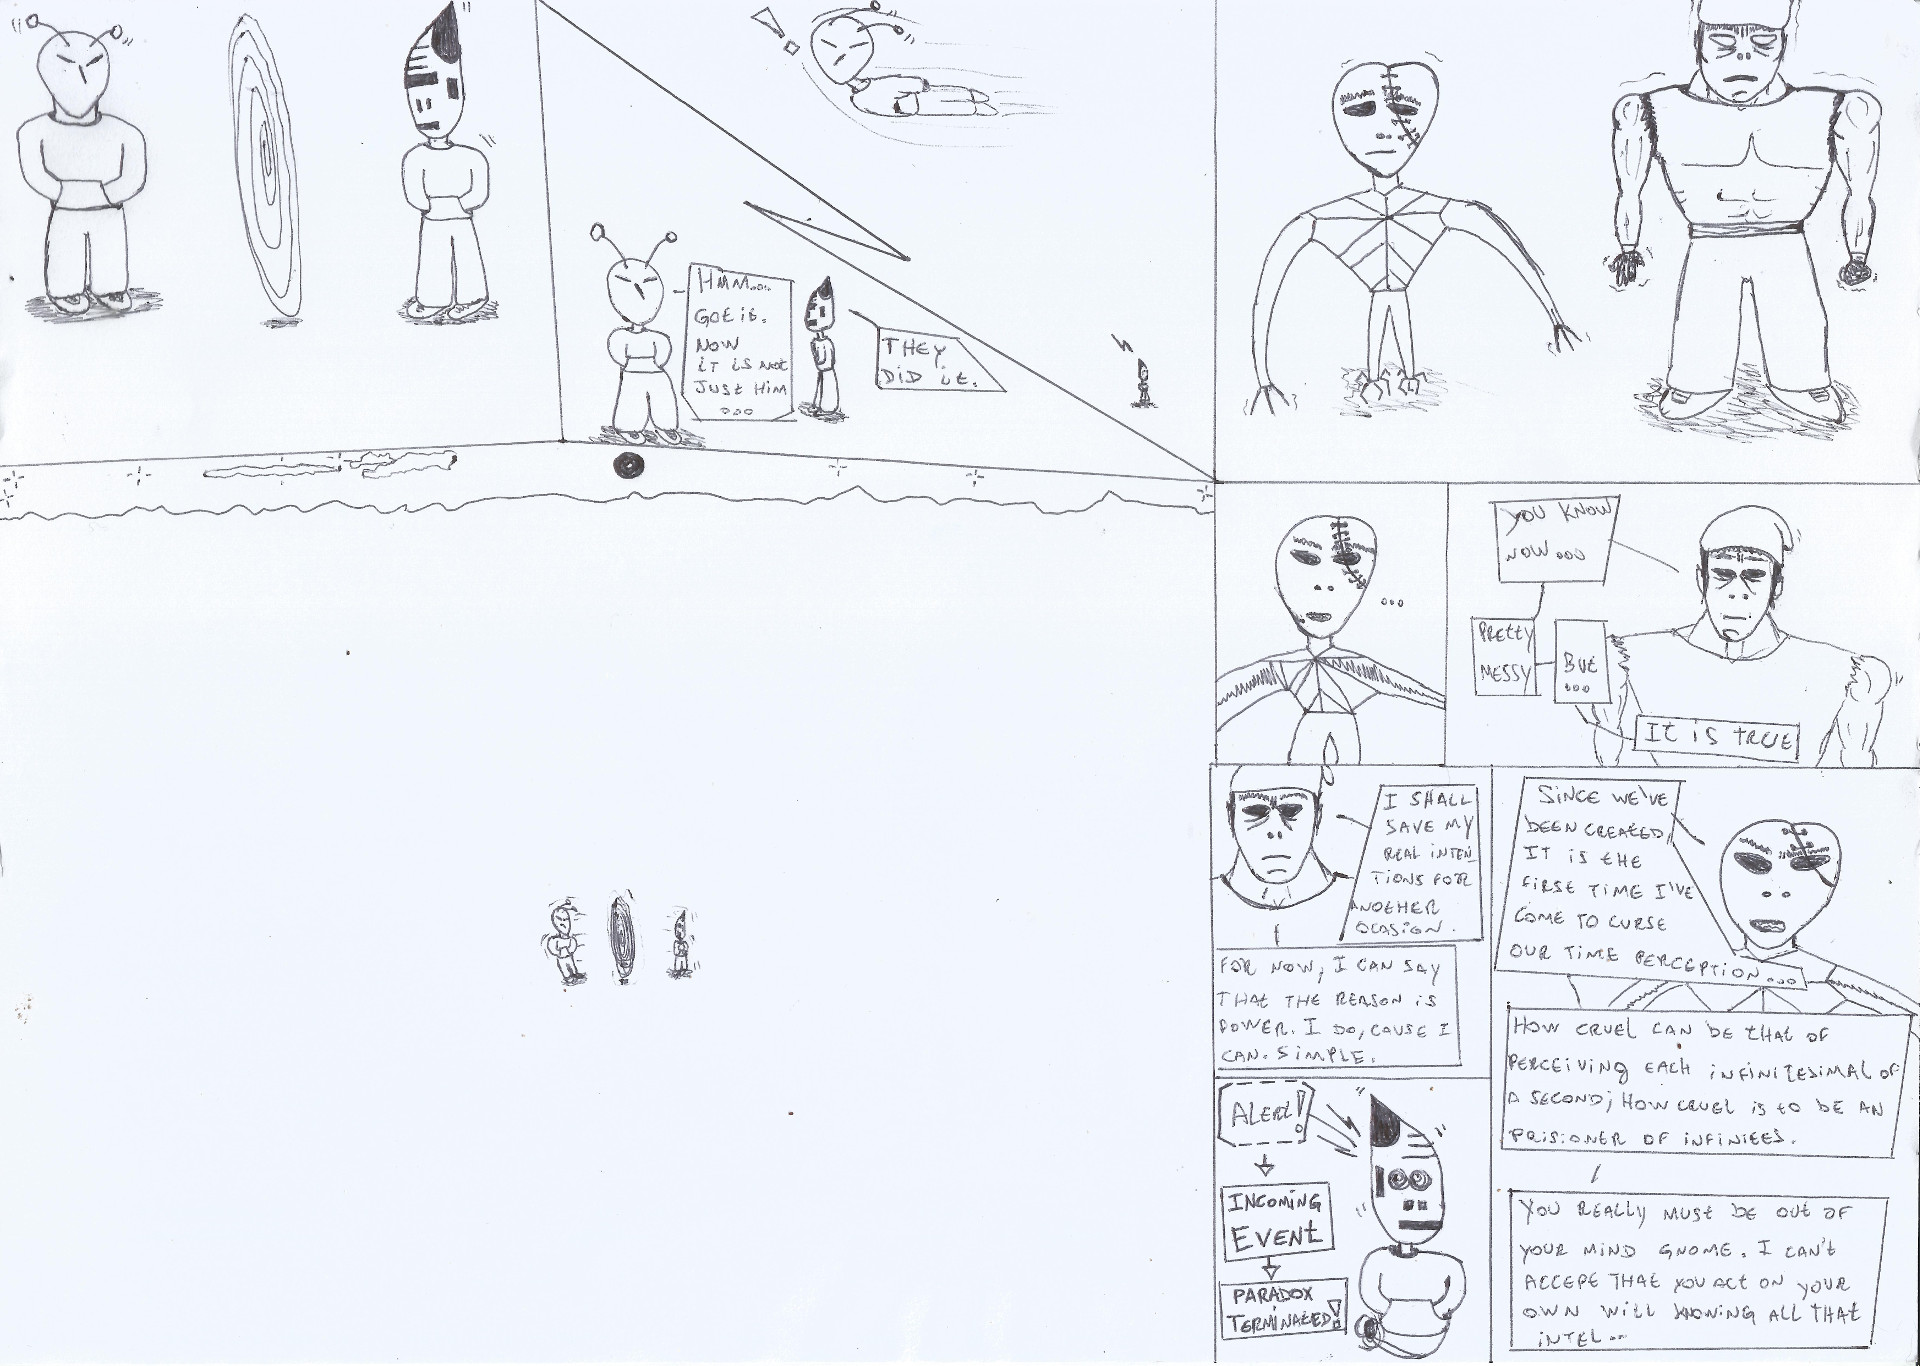 HMM...
GOt it.
NOW
iT iS NOt
JUSt HiM
...
THEY
DiD it.
...
YOU KNOW
NOW...
PREttY
MESSY
BUt
...
It iS TRUE
I SHALL
SAVE MY
REAL iNTEN
TIONS FOR
ANOtHER
OCASiGN.
FOR NOW, I CAN SAY
THAt THE REASON iS
POWER. I DO, CAUSE I
CAN. SiMPLE.
SiNCE WE'VE
BEEN CREAtED,
IT iS tHE
FiRSt TiME I'VE
COME TO CURSE
OUR TiME PERCEPTiON...
HOW CRUEL CAN BE tHAt OF
PERCEiViNG EACH iNFiNitESiMAL OF
A SECOND; HOW CRUEL iS tO BE AN
PRiSiONER OF iNFiNitES.
YOU REALLY MUSt BE OUt OF
YOUR MiND GNOME. I CAN't
ACCEPt THAt YOU ACt ON YOUR
OWN WiLL KNOWiNG ALL THAt
iNtEL...
ALERt!
INCOMiNG
EVENt
PARADOX
TERMiNAtED!